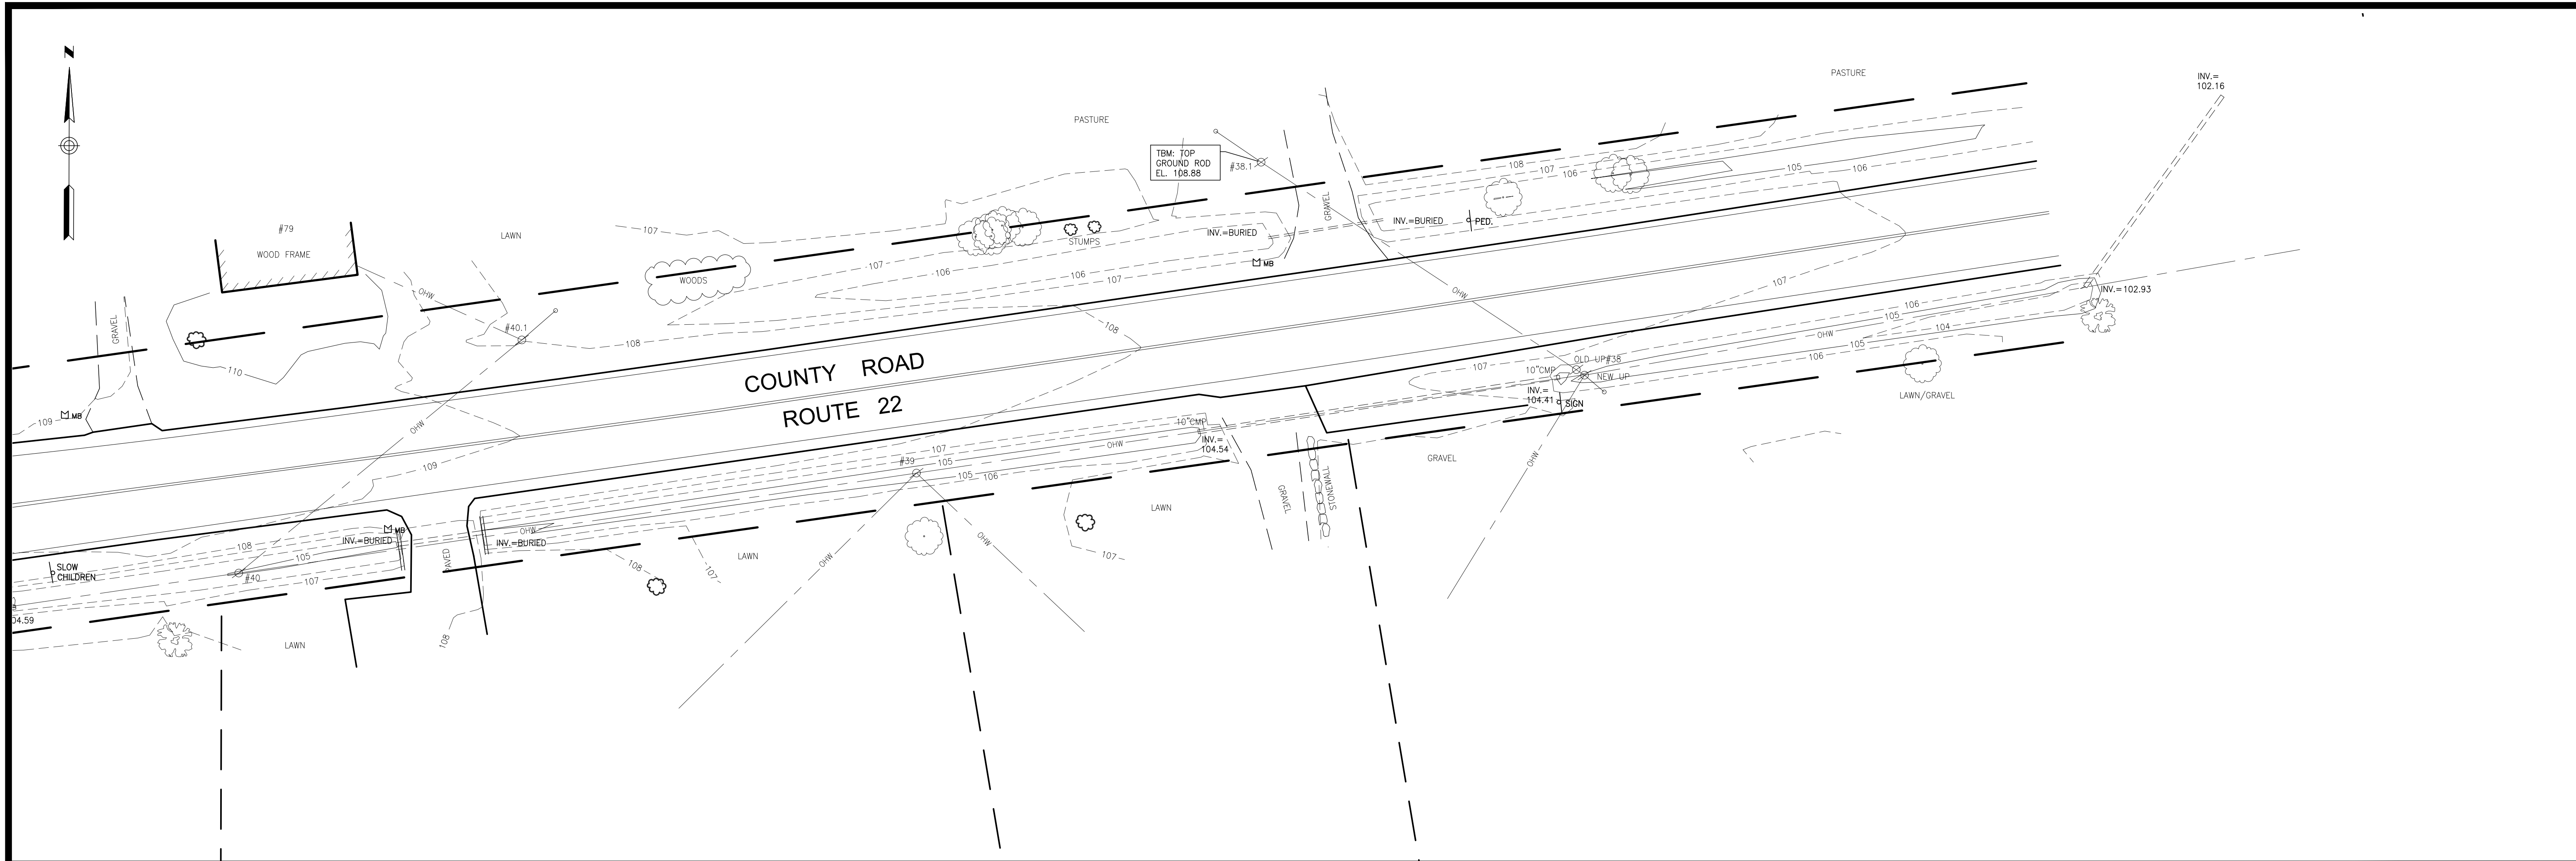 N
PASTURE
INV.=
102.16
PASTURE
TBM: TOP
GROUND ROD
EL. 108.88
#38.1
108
107
106
105
106
GRAVEL
INV.=BURIED
PED.
#79
WOOD FRAME
LAWN
107
STUMPS
INV.=BURIED
107
106
106
107
MB
WOODS
OHW
OHW
107
INV.=102.93
106
105
104
OHW
105
106
GRAVEL
#40.1
108
108
110
COUNTY ROAD
ROUTE 22
OLD UP#38
107
10"CMP
NEW UP
INV.=
104.41
SIGN
LAWN/GRAVEL
MB
109
OHW
109
10"CMP
INV.=
104.54
OHW
107
#39
105
105
106
GRAVEL
OHW
STONEWALL
GRAVEL
LAWN
MB
108
INV.=BURIED
105
OHW
INV.=BURIED
PAVED
OHW
OHW
LAWN
107
108
107
SLOW
CHILDREN
#40
107
04.59
LAWN
108